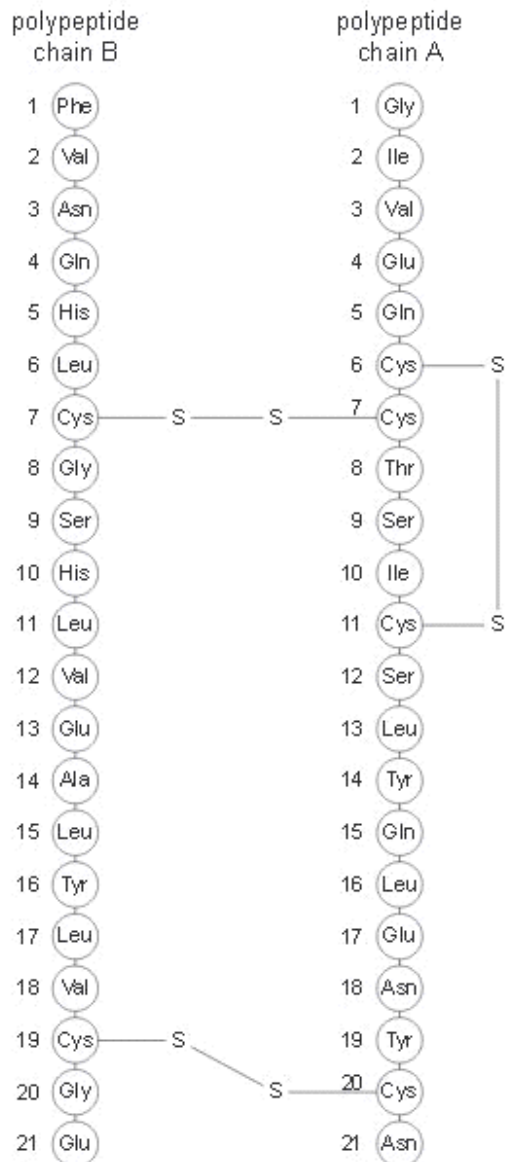 polypeptide chain B
polypeptide chain A
1 Phe
2 Val
3 Asn
4 Gln
5 His
6 Leu
7 Cys S S
8 Gly
9 Ser
10 His
11 Leu
12 Val
13 Glu
14 Ala
15 Leu
16 Tyr
17 Leu
18 Val
19 Cys S
20 Gly S
21 Glu
1 Gly
2 Ile
3 Val
4 Glu
5 Gln
6 Cys S
7 Cys
8 Thr
9 Ser
10 Ile
11 Cys S
12 Ser
13 Leu
14 Tyr
15 Gln
16 Leu
17 Glu
18 Asn
19 Tyr
20 Cys
21 Asn